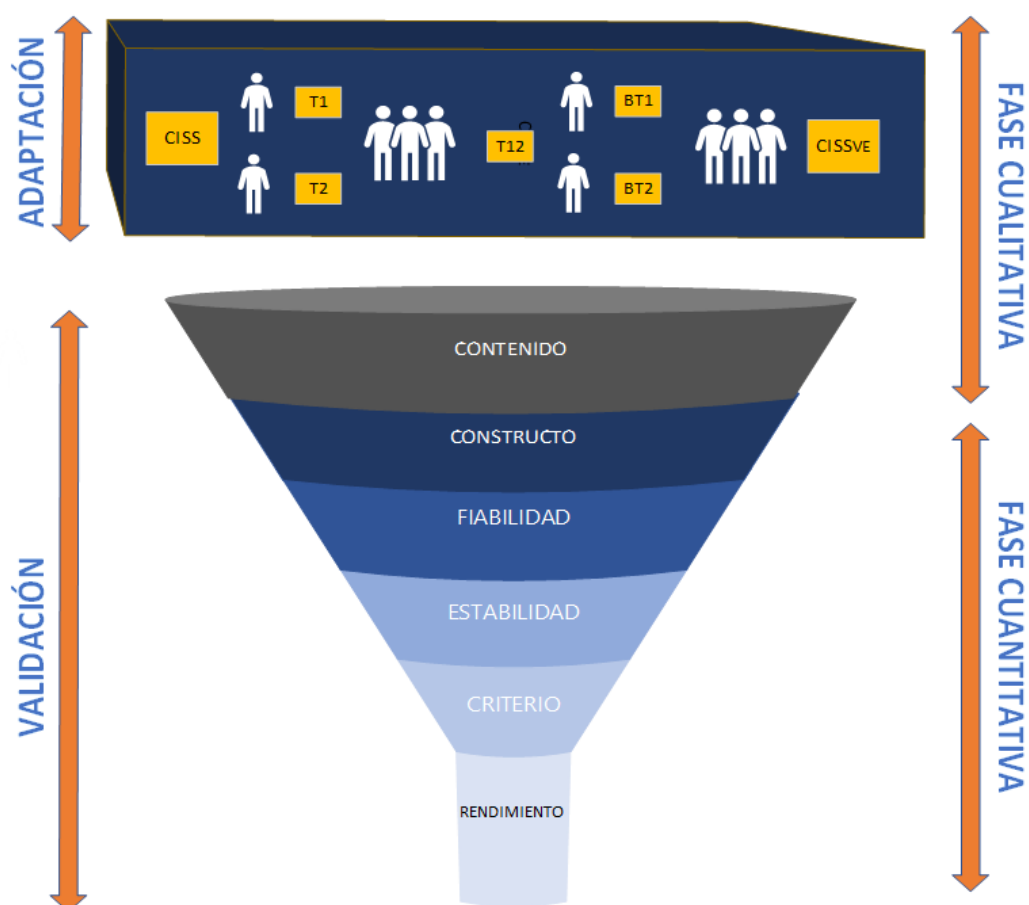 ADAPTACIÓN
FASE CUALITATIVA
CISS
T1
T2
T12
BT1
BT2
CISSVE
VALIDACIÓN
FASE CUANTITATIVA
CONTENIDO
CONSTRUCTO
FIABILIDAD
ESTABILIDAD
CRITERIO
RENDIMIENTO